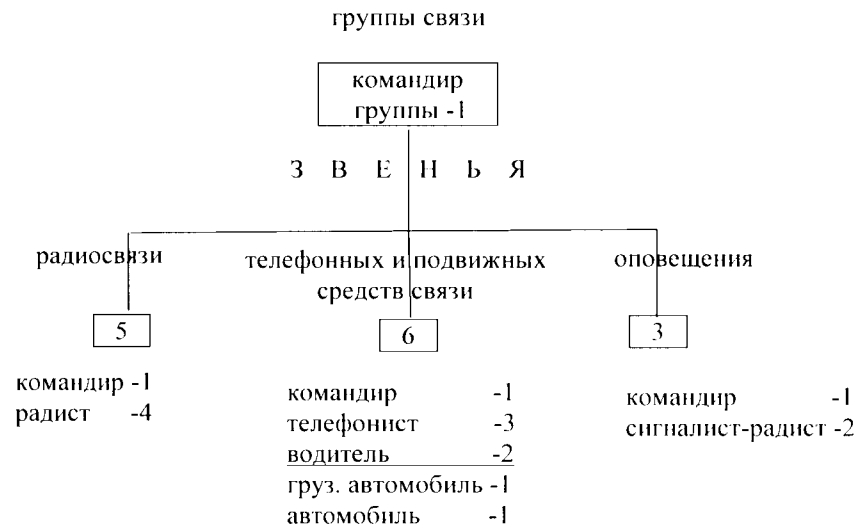 группы связи
командир
группы -1
З В Е Н Ь Я
радиосвязи
телефонных и подвижных
средств связи
оповещения
5
6
3
командир -1
радист -4
командир -1
телефонист -3
водитель -2
груз. автомобиль -1
автомобиль -1
командир -1
сигналист-радист -2